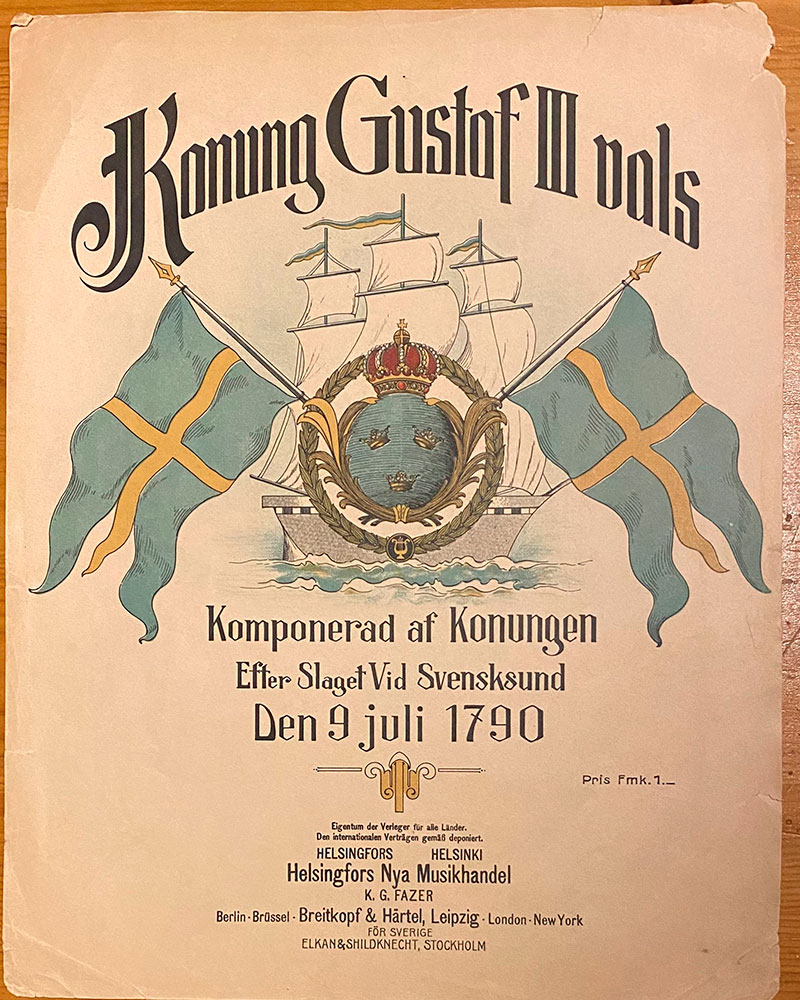 Konung Gustaf III vals
Komponerad af Konungen
Efter Slaget Vid Svensksund
Den 9 juli 1790
Pris Fmk. 1._
Eigentum der Verleger für alle Länder.
Den internationalen Verträgen gemäß deponiert.
HELSINGFORS HELSINKI
Helsingfors Nya Musikhandel
K. G. FAZER
Berlin · Brüssel · Breitkopf & Härtel, Leipzig · London · New York
FÖR SVERIGE
ELKAN & SHILDKNECHT, STOCKHOLM